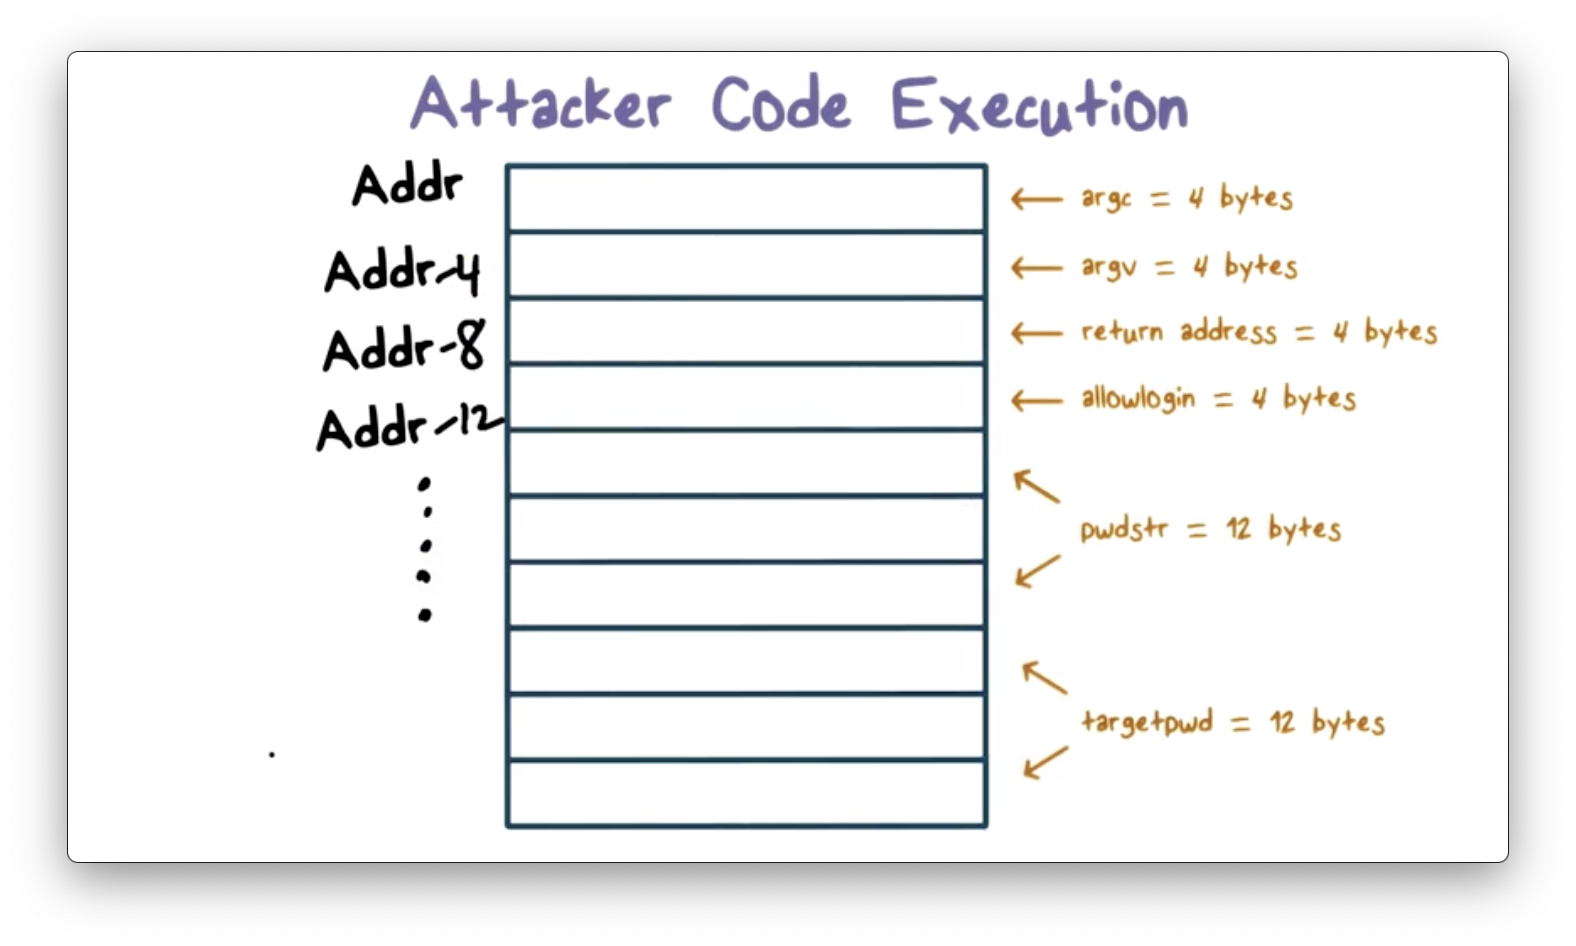 Attacker Code Execution
Addr
← argc = 4 bytes
Addr-4
← argv = 4 bytes
Addr-8
← return address = 4 bytes
Addr-12
← allowlogin = 4 bytes
pwdstr = 12 bytes
targetpwd = 12 bytes